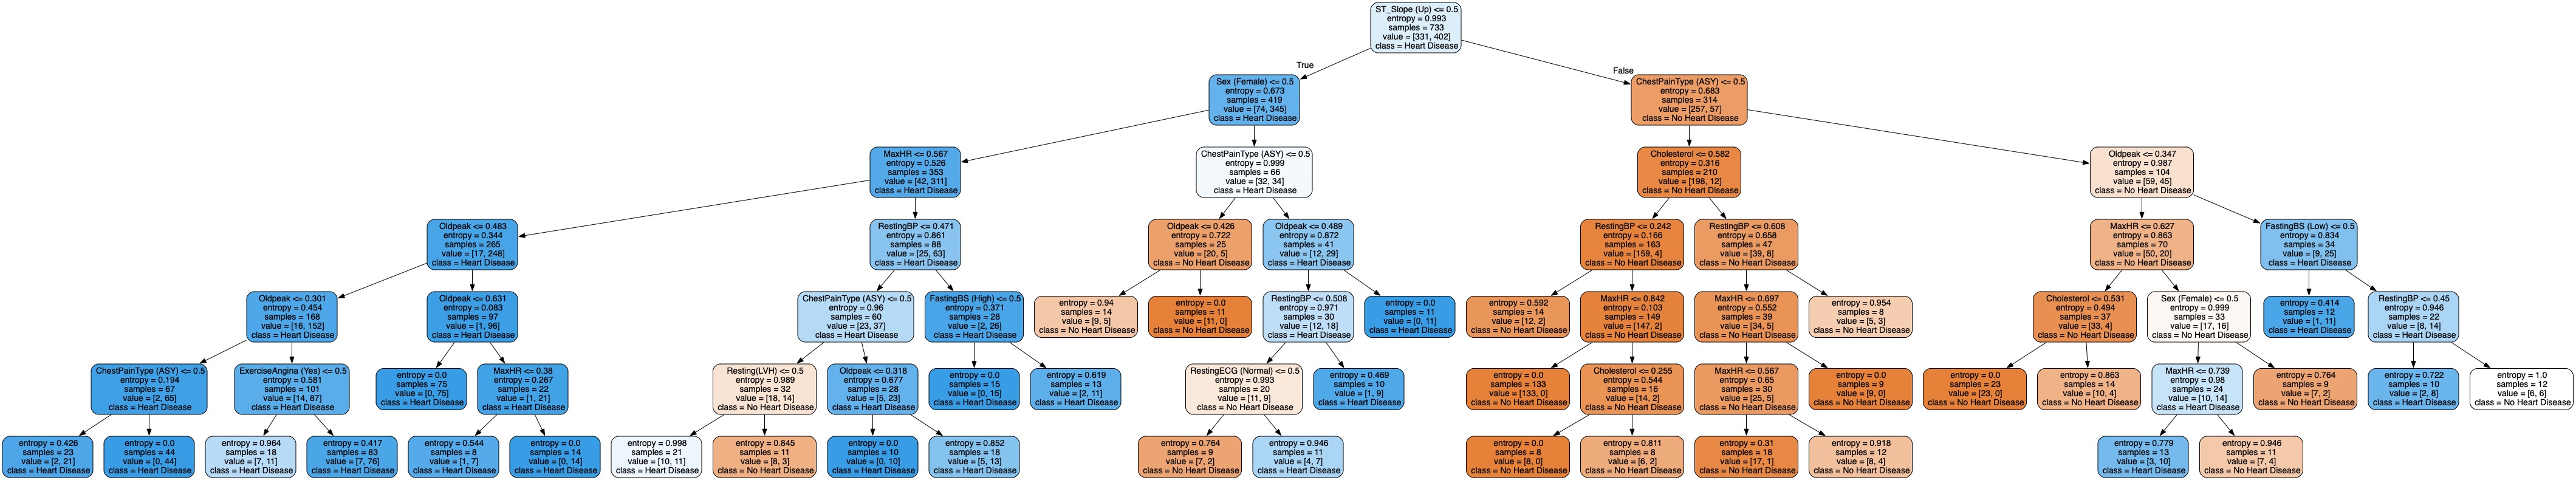 ST_Slope (Up) <= 0.5
entropy = 0.993
samples = 733
value = [331, 402]
class = Heart Disease
True
False
Sex (Female) <= 0.5
entropy = 0.673
samples = 419
value = [74, 345]
class = Heart Disease
ChestPainType (ASY) <= 0.5
entropy = 0.683
samples = 314
value = [257, 57]
class = No Heart Disease
MaxHR <= 0.567
entropy = 0.526
samples = 353
value = [42, 311]
class = Heart Disease
ChestPainType (ASY) <= 0.5
entropy = 0.999
samples = 66
value = [32, 34]
class = Heart Disease
Cholesterol <= 0.582
entropy = 0.316
samples = 210
value = [198, 12]
class = No Heart Disease
Oldpeak <= 0.347
entropy = 0.987
samples = 104
value = [59, 45]
class = No Heart Disease
Oldpeak <= 0.483
entropy = 0.344
samples = 265
value = [17, 248]
class = Heart Disease
RestingBP <= 0.471
entropy = 0.861
samples = 88
value = [25, 63]
class = Heart Disease
Oldpeak <= 0.426
entropy = 0.722
samples = 25
value = [20, 5]
class = No Heart Disease
Oldpeak <= 0.489
entropy = 0.872
samples = 41
value = [12, 29]
class = Heart Disease
RestingBP <= 0.242
entropy = 0.166
samples = 163
value = [159, 4]
class = No Heart Disease
RestingBP <= 0.608
entropy = 0.658
samples = 47
value = [39, 8]
class = No Heart Disease
MaxHR <= 0.627
entropy = 0.863
samples = 70
value = [50, 20]
class = No Heart Disease
FastingBS (Low) <= 0.5
entropy = 0.834
samples = 34
value = [9, 25]
class = Heart Disease
Oldpeak <= 0.301
entropy = 0.454
samples = 168
value = [16, 152]
class = Heart Disease
Oldpeak <= 0.631
entropy = 0.083
samples = 97
value = [1, 96]
class = Heart Disease
ChestPainType (ASY) <= 0.5
entropy = 0.96
samples = 60
value = [23, 37]
class = Heart Disease
FastingBS (High) <= 0.5
entropy = 0.371
samples = 28
value = [2, 26]
class = Heart Disease
entropy = 0.94
samples = 14
value = [9, 5]
class = No Heart Disease
entropy = 0.0
samples = 11
value = [11, 0]
class = No Heart Disease
RestingBP <= 0.508
entropy = 0.971
samples = 30
value = [12, 18]
class = Heart Disease
entropy = 0.0
samples = 11
value = [0, 11]
class = Heart Disease
entropy = 0.592
samples = 14
value = [12, 2]
class = No Heart Disease
MaxHR <= 0.842
entropy = 0.103
samples = 149
value = [147, 2]
class = No Heart Disease
MaxHR <= 0.697
entropy = 0.552
samples = 39
value = [34, 5]
class = No Heart Disease
entropy = 0.954
samples = 8
value = [5, 3]
class = No Heart Disease
Cholesterol <= 0.531
entropy = 0.494
samples = 37
value = [33, 4]
class = No Heart Disease
Sex (Female) <= 0.5
entropy = 0.999
samples = 33
value = [17, 16]
class = No Heart Disease
entropy = 0.414
samples = 12
value = [1, 11]
class = Heart Disease
RestingBP <= 0.45
entropy = 0.946
samples = 22
value = [8, 14]
class = Heart Disease
ChestPainType (ASY) <= 0.5
entropy = 0.194
samples = 67
value = [2, 65]
class = Heart Disease
ExerciseAngina (Yes) <= 0.5
entropy = 0.581
samples = 101
value = [14, 87]
class = Heart Disease
entropy = 0.0
samples = 75
value = [0, 75]
class = Heart Disease
MaxHR <= 0.38
entropy = 0.267
samples = 22
value = [1, 21]
class = Heart Disease
Resting(LVH) <= 0.5
entropy = 0.989
samples = 32
value = [18, 14]
class = No Heart Disease
Oldpeak <= 0.318
entropy = 0.677
samples = 28
value = [5, 23]
class = Heart Disease
entropy = 0.0
samples = 15
value = [0, 15]
class = Heart Disease
entropy = 0.619
samples = 13
value = [2, 11]
class = Heart Disease
RestingECG (Normal) <= 0.5
entropy = 0.993
samples = 20
value = [11, 9]
class = No Heart Disease
entropy = 0.469
samples = 10
value = [1, 9]
class = Heart Disease
entropy = 0.0
samples = 133
value = [133, 0]
class = No Heart Disease
Cholesterol <= 0.255
entropy = 0.544
samples = 16
value = [14, 2]
class = No Heart Disease
MaxHR <= 0.567
entropy = 0.65
samples = 30
value = [25, 5]
class = No Heart Disease
entropy = 0.0
samples = 9
value = [9, 0]
class = No Heart Disease
entropy = 0.0
samples = 23
value = [23, 0]
class = No Heart Disease
entropy = 0.863
samples = 14
value = [10, 4]
class = No Heart Disease
MaxHR <= 0.739
entropy = 0.98
samples = 24
value = [10, 14]
class = Heart Disease
entropy = 0.764
samples = 9
value = [7, 2]
class = No Heart Disease
entropy = 0.722
samples = 10
value = [2, 8]
class = Heart Disease
entropy = 1.0
samples = 12
value = [6, 6]
class = No Heart Disease
entropy = 0.426
samples = 23
value = [2, 21]
class = Heart Disease
entropy = 0.0
samples = 44
value = [0, 44]
class = Heart Disease
entropy = 0.964
samples = 18
value = [7, 11]
class = Heart Disease
entropy = 0.417
samples = 83
value = [7, 76]
class = Heart Disease
entropy = 0.544
samples = 8
value = [1, 7]
class = Heart Disease
entropy = 0.0
samples = 14
value = [0, 14]
class = Heart Disease
entropy = 0.998
samples = 21
value = [10, 11]
class = Heart Disease
entropy = 0.845
samples = 11
value = [8, 3]
class = No Heart Disease
entropy = 0.0
samples = 10
value = [0, 10]
class = Heart Disease
entropy = 0.852
samples = 18
value = [5, 13]
class = Heart Disease
entropy = 0.764
samples = 9
value = [7, 2]
class = No Heart Disease
entropy = 0.946
samples = 11
value = [4, 7]
class = Heart Disease
entropy = 0.0
samples = 8
value = [8, 0]
class = No Heart Disease
entropy = 0.811
samples = 8
value = [6, 2]
class = No Heart Disease
entropy = 0.31
samples = 18
value = [17, 1]
class = No Heart Disease
entropy = 0.918
samples = 12
value = [8, 4]
class = No Heart Disease
entropy = 0.779
samples = 13
value = [3, 10]
class = Heart Disease
entropy = 0.946
samples = 11
value = [7, 4]
class = No Heart Disease